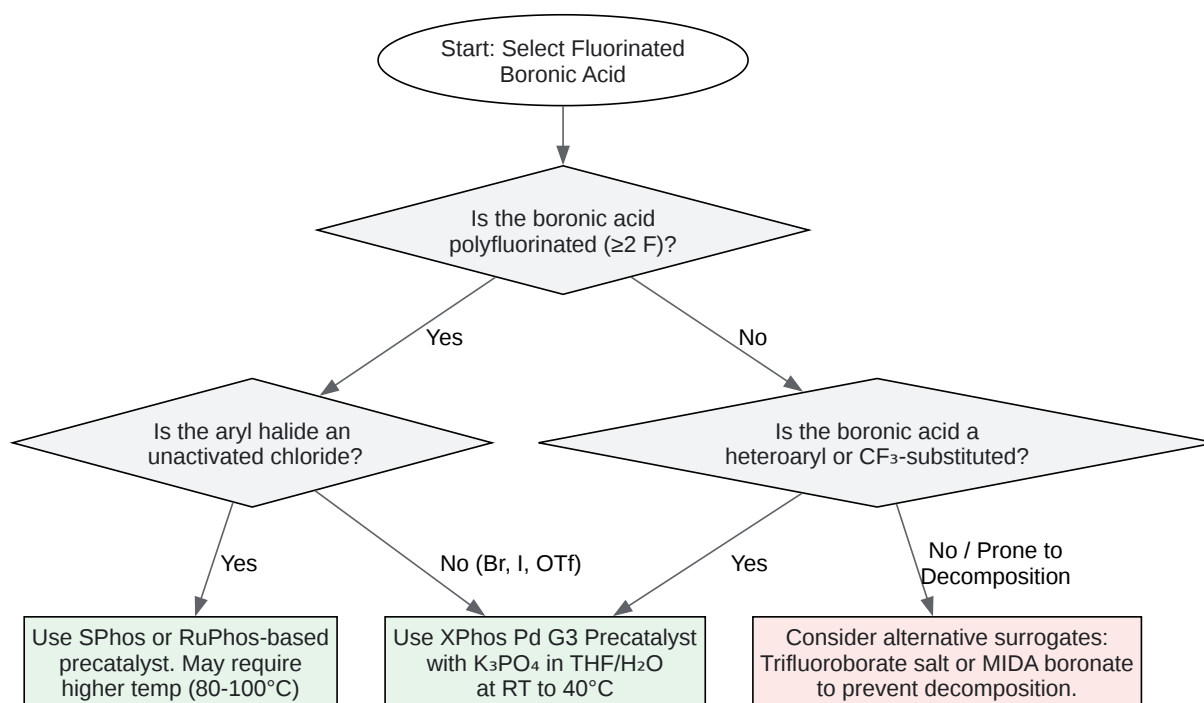 Start: Select Fluorinated
Boronic Acid
Is the boronic acid
polyfluorinated (≥2 F)?
Yes
No
Is the aryl halide an
unactivated chloride?
Is the boronic acid a
heteroaryl or CF₃-substituted?
Yes
No (Br, I, OTf)
Yes
No / Prone to
Decomposition
Use SPhos or RuPhos-based
precatalyst. May require
higher temp (80-100°C)
Use XPhos Pd G3 Precatalyst
with K₃PO₄ in THF/H₂O
at RT to 40°C
Consider alternative surrogates:
Trifluoroborate salt or MIDA boronate
to prevent decomposition.